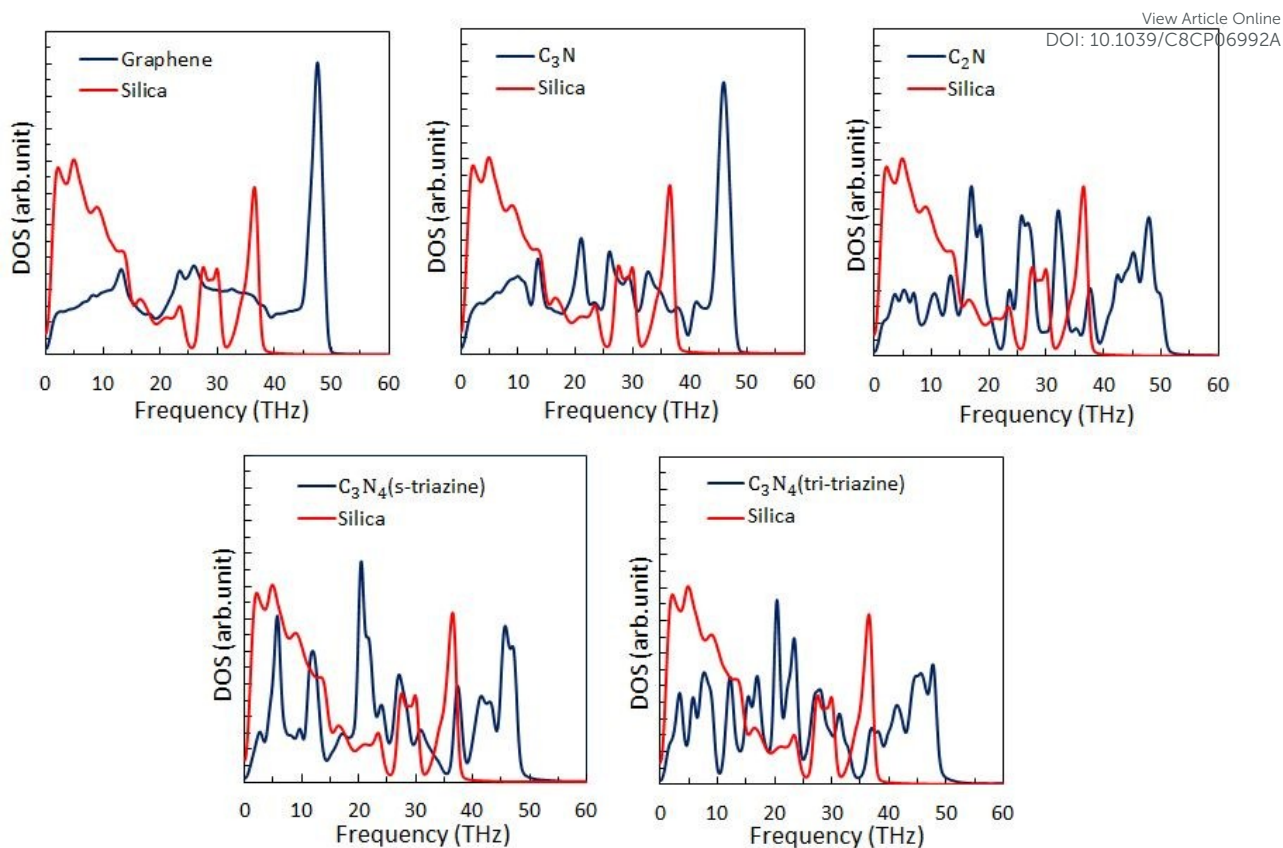 View Article Online
DOI: 10.1039/C8CP06992A
Graphene
Silica
DOS (arb.unit)
0 10 20 30 40 50 60
Frequency (THz)
C₃N
Silica
DOS (arb.unit)
0 10 20 30 40 50 60
Frequency (THz)
C₂N
Silica
DOS (arb.unit)
0 10 20 30 40 50 60
Frequency (THz)
C₃N₄(s-triazine)
Silica
DOS (arb.unit)
0 10 20 30 40 50 60
Frequency (THz)
C₃N₄(tri-triazine)
Silica
DOS (arb.unit)
0 10 20 30 40 50 60
Frequency (THz)